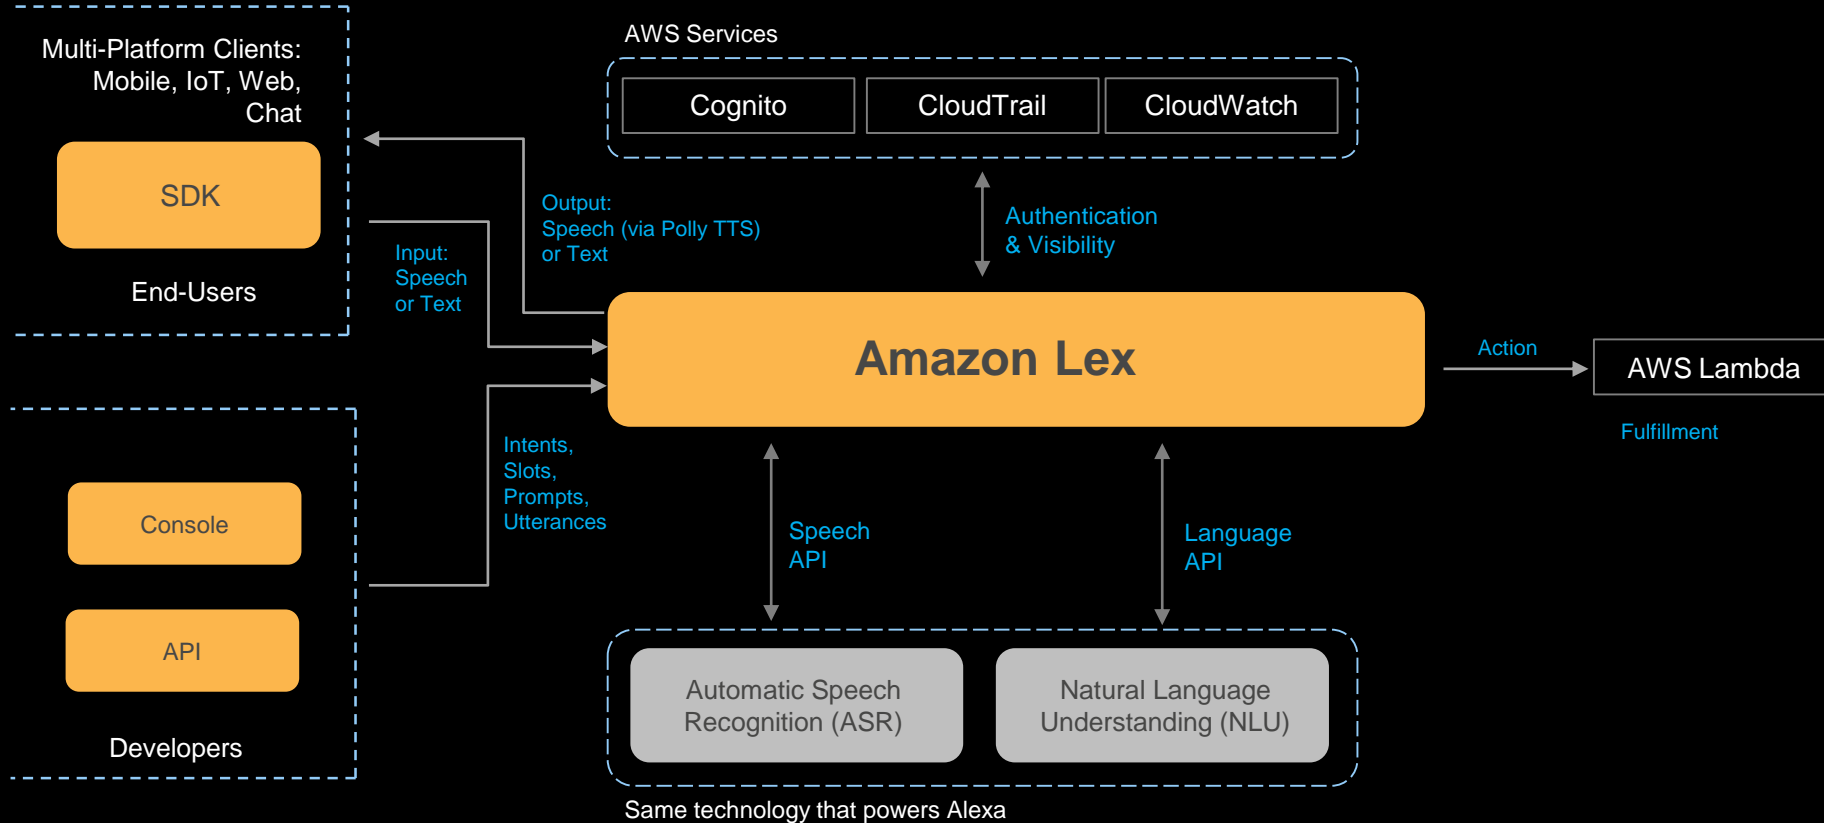 Multi-Platform Clients:
Mobile, IoT, Web,
Chat
SDK
End-Users
Input:
Speech
or Text
Output:
Speech (via Polly TTS)
or Text
AWS Services
Cognito
CloudTrail
CloudWatch
Authentication
& Visibility
Amazon Lex
Action
AWS Lambda
Fulfillment
Intents,
Slots,
Prompts,
Utterances
Console
API
Developers
Speech
API
Language
API
Automatic Speech
Recognition (ASR)
Natural Language
Understanding (NLU)
Same technology that powers Alexa